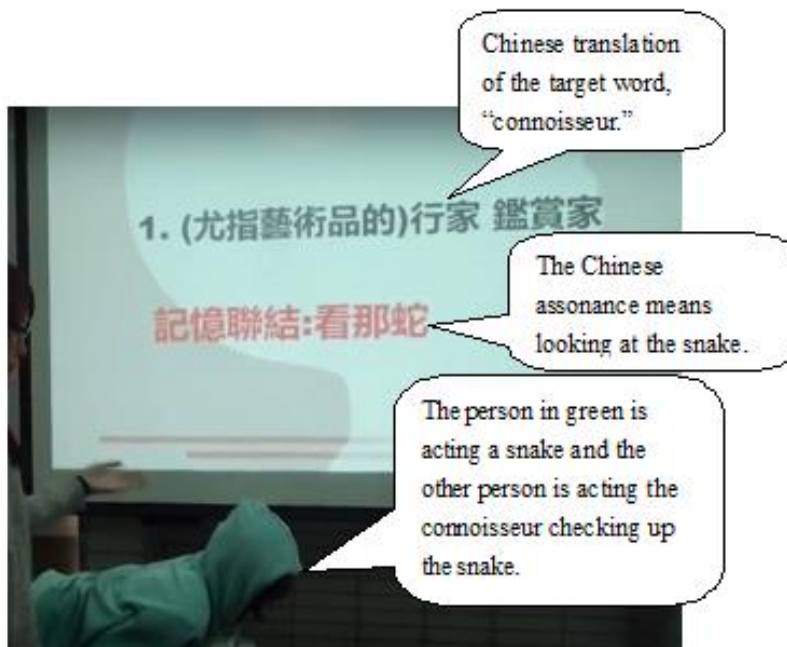 Chinese translation
of the target word,
“connoisseur.”
1. (尤指藝術品的)行家 鑑賞家
The Chinese
assonance means
looking at the snake.
記憶聯結:看那蛇
The person in green is
acting a snake and the
other person is acting the
connoisseur checking up
the snake.